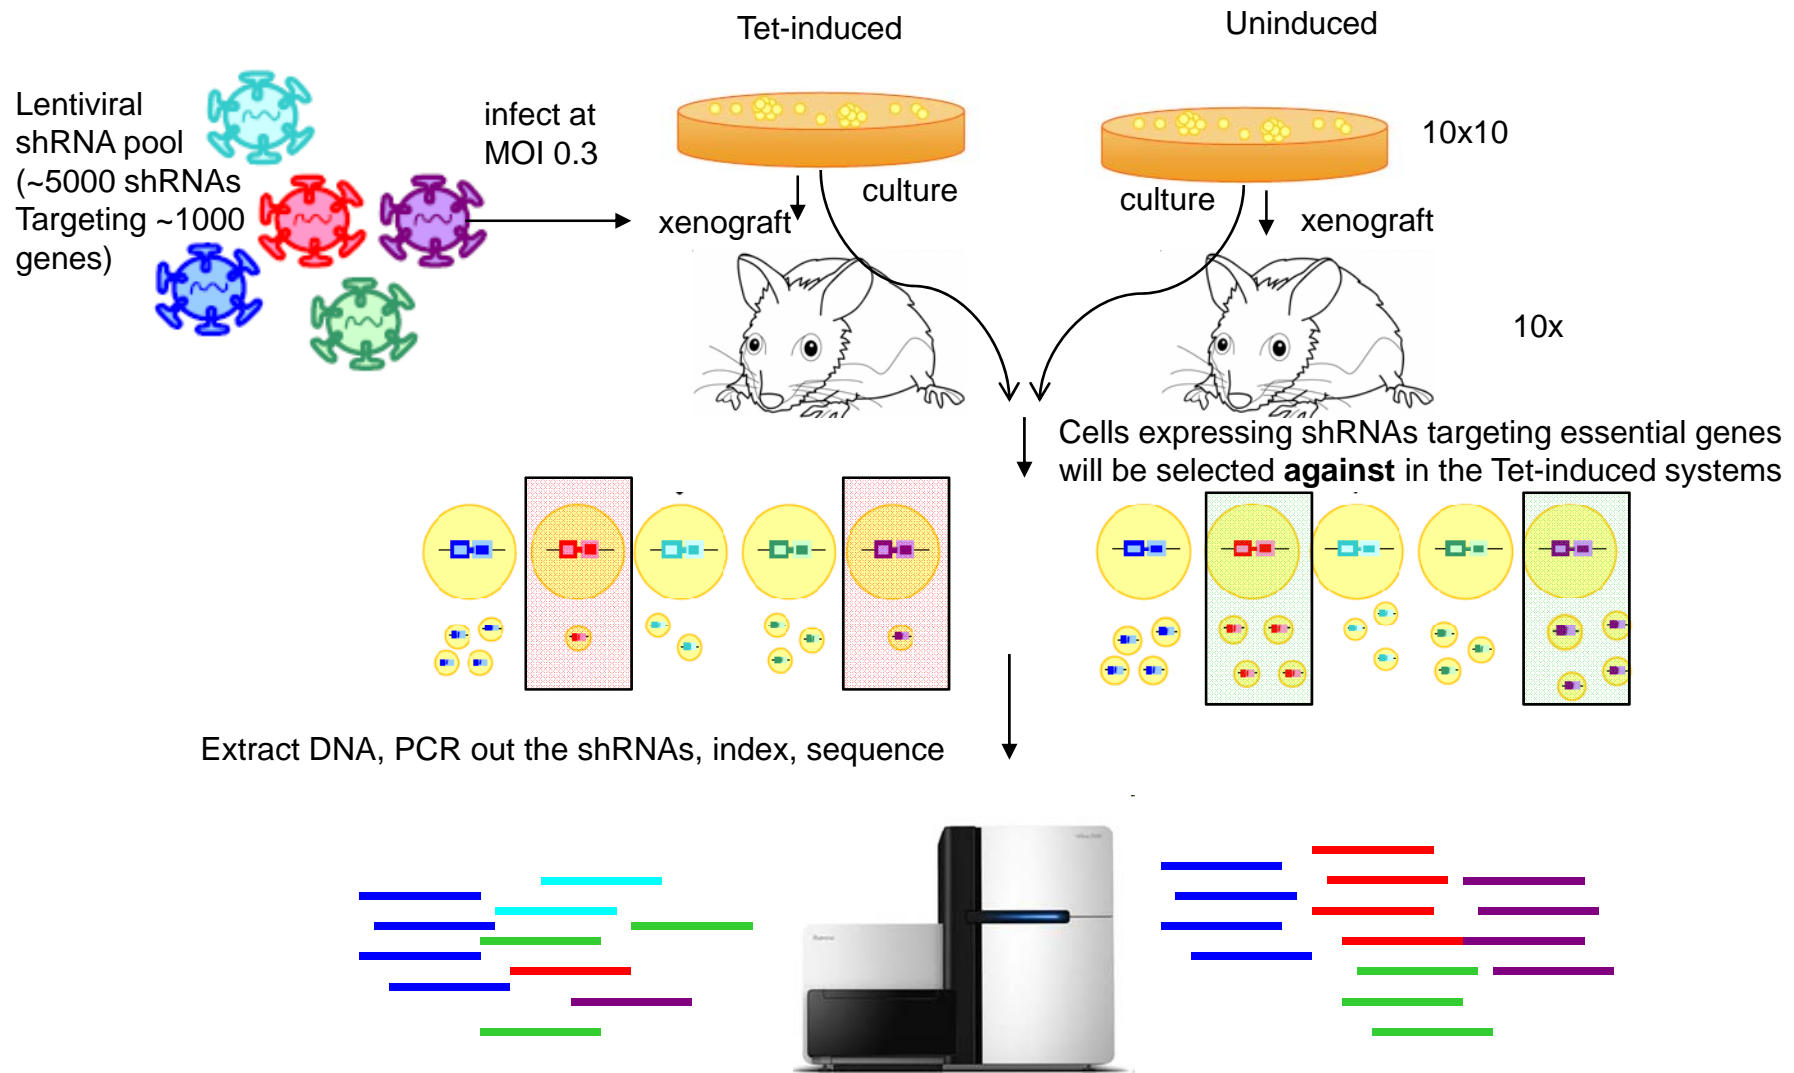 Tet-induced
Uninduced
Lentiviral
shRNA pool
(~5000 shRNAs
Targeting ~1000
genes)
infect at
MOI 0.3
10x10
culture
culture
xenograft
xenograft
10x
Cells expressing shRNAs targeting essential genes
will be selected against in the Tet-induced systems
Extract DNA, PCR out the shRNAs, index, sequence